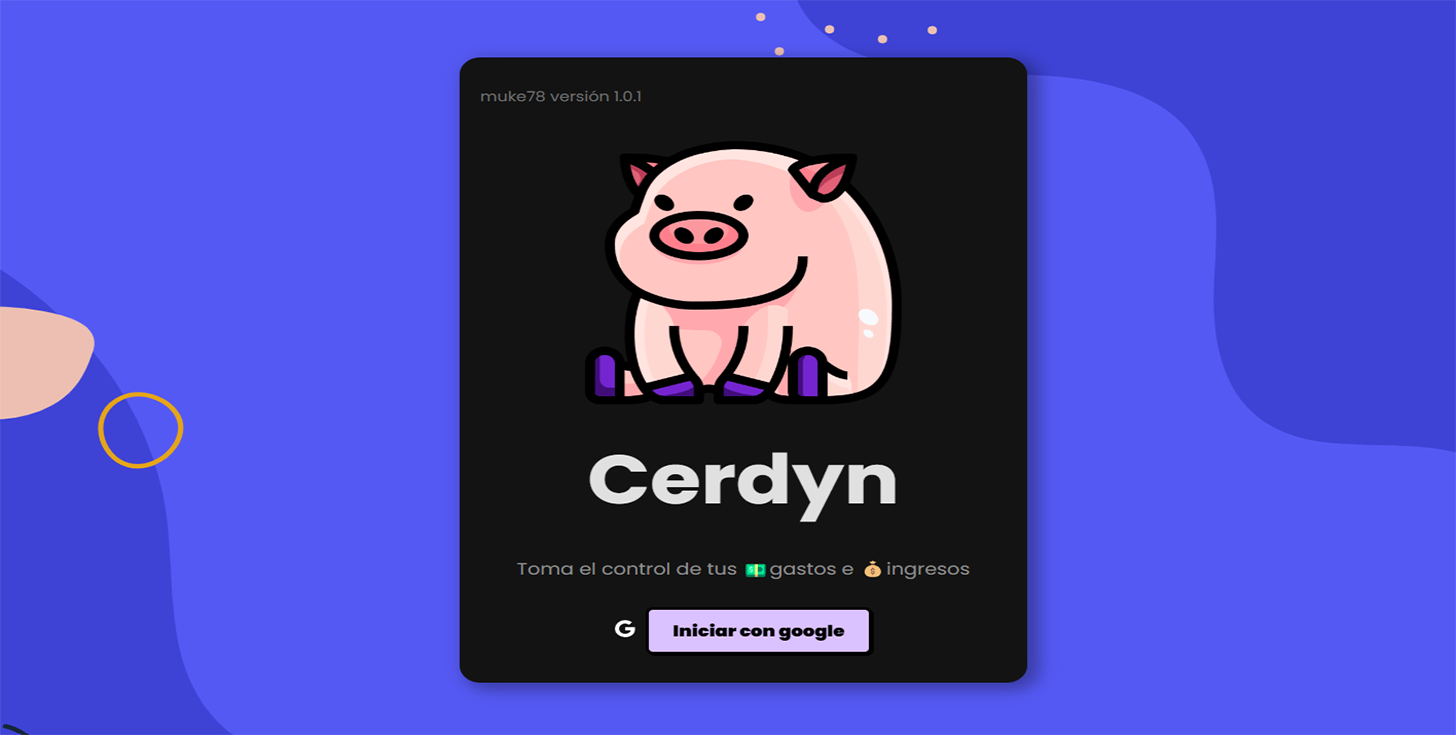 muke78 versión 1.0.1
Cerdyn
Toma el control de tus 💵 gastos e 💰 ingresos
G Iniciar con google